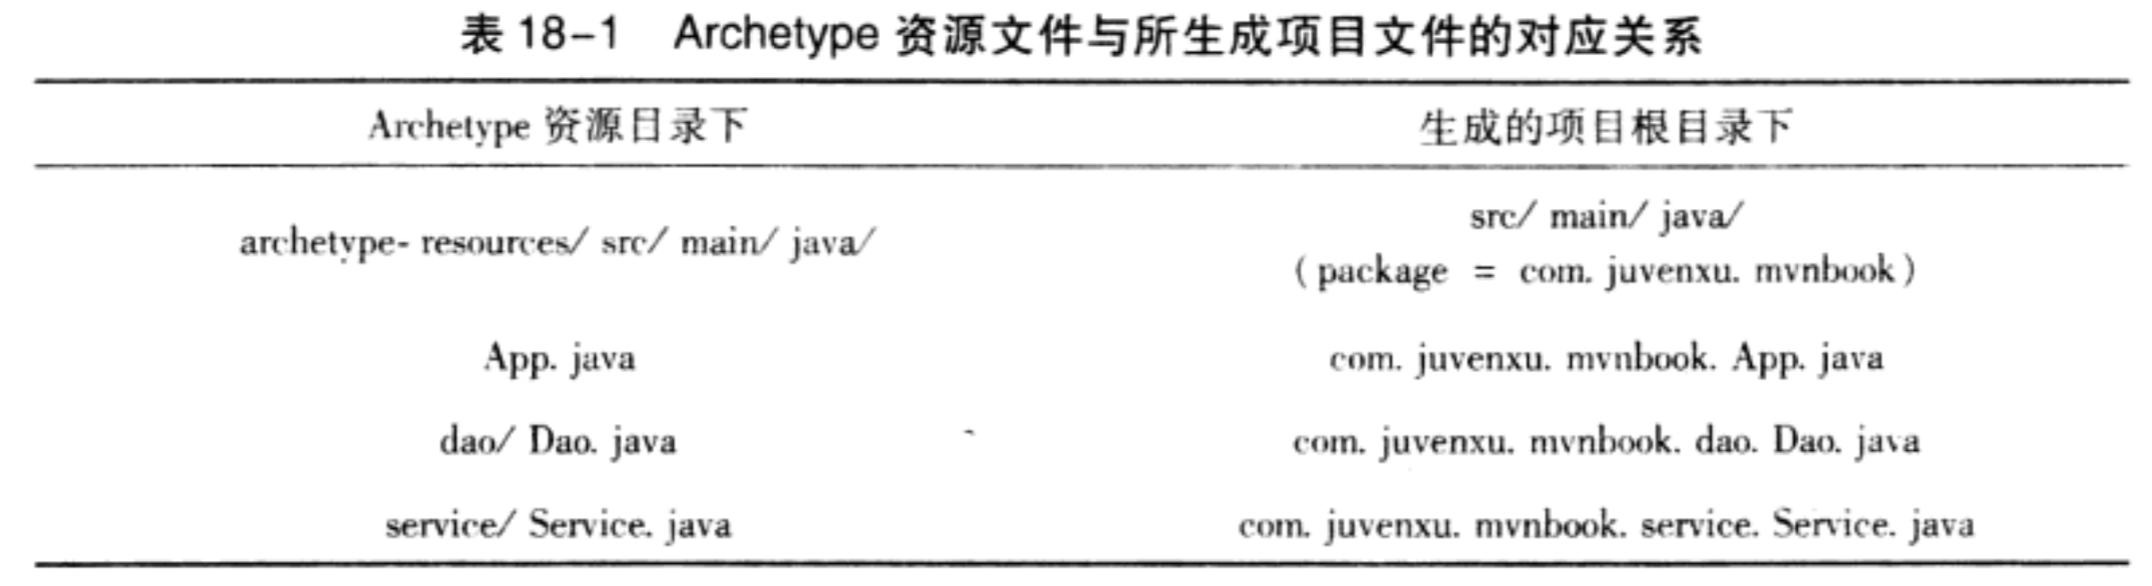 表 18-1 Archetype 资源文件与所生成项目文件的对应关系
Archetype 资源目录下 生成的项目根目录下
archetype-resources/src/main/java/ src/main/java/
(package = com.juvenxu.mvnbook)
App.java com.juvenxu.mvnbook.App.java
dao/Dao.java com.juvenxu.mvnbook.dao.Dao.java
service/Service.java com.juvenxu.mvnbook.service.Service.java